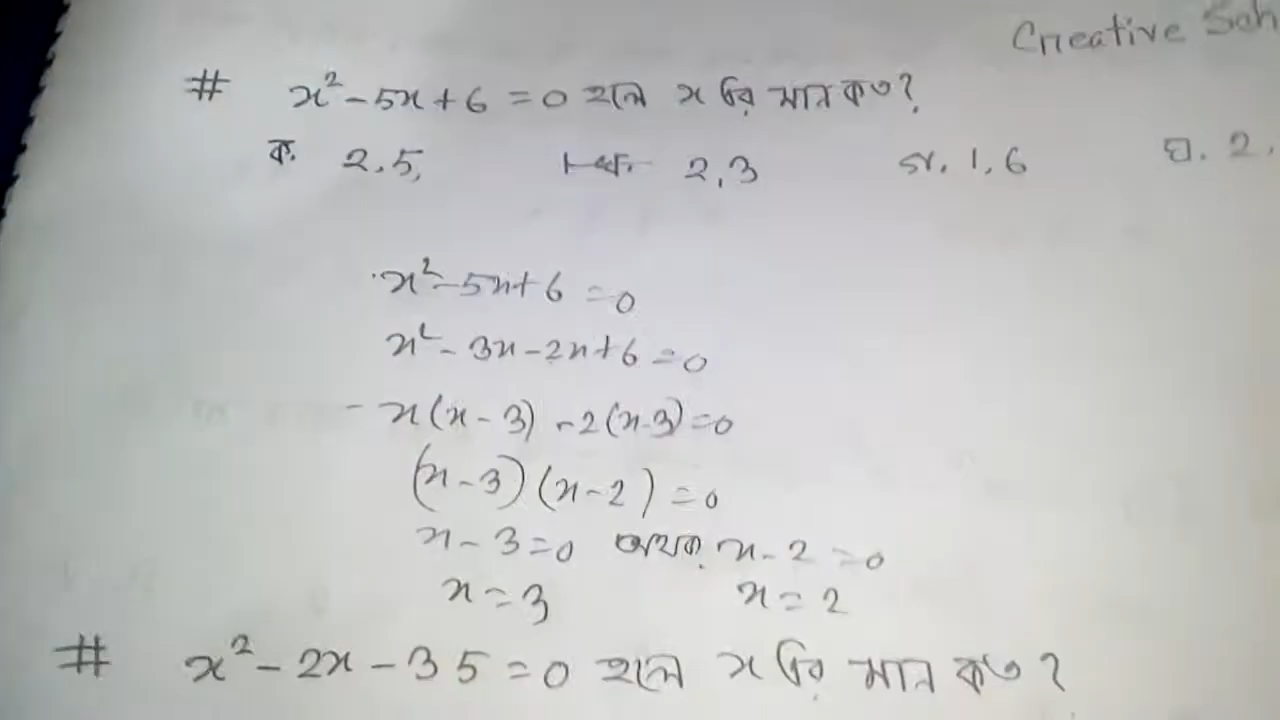 Creative Sch
# x² - 5x + 6 = 0 হলে x এর মান কত?
ক. 2,5, খ. 2,3 গ. 1,6 ঘ. 2,
x² - 5x + 6 = 0
x² - 3x - 2x + 6 = 0
- x(x - 3) - 2(x - 3) = 0
(x - 3) (x - 2) = 0
x - 3 = 0 অথবা x - 2 = 0
x = 3 x = 2
# x² - 2x - 35 = 0 হলে x এর মান কত?